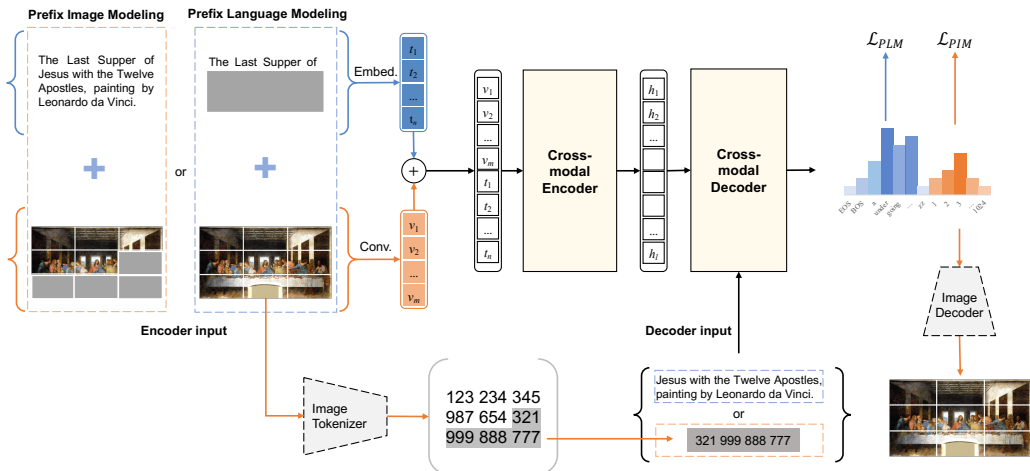 Prefix Image Modeling
Prefix Language Modeling
The Last Supper of
Jesus with the Twelve
Apostles, painting by
Leonardo da Vinci.
The Last Supper of
or
Embed.
Conv.
t1
t2
...
tn
+
v1
v2
...
vm
v1
v2
...
vm
t1
t2
...
tn
Cross-
modal
Encoder
h1
h2
...
...
hl
Cross-
modal
Decoder
ℒPLM
ℒPIM
EOS
BOS
a
under
gong
...
zz
1
2
3
...
1024
Image
Decoder
Encoder input
Decoder input
Image
Tokenizer
123 234 345
987 654 321
999 888 777
Jesus with the Twelve Apostles,
painting by Leonardo da Vinci.
or
321 999 888 777